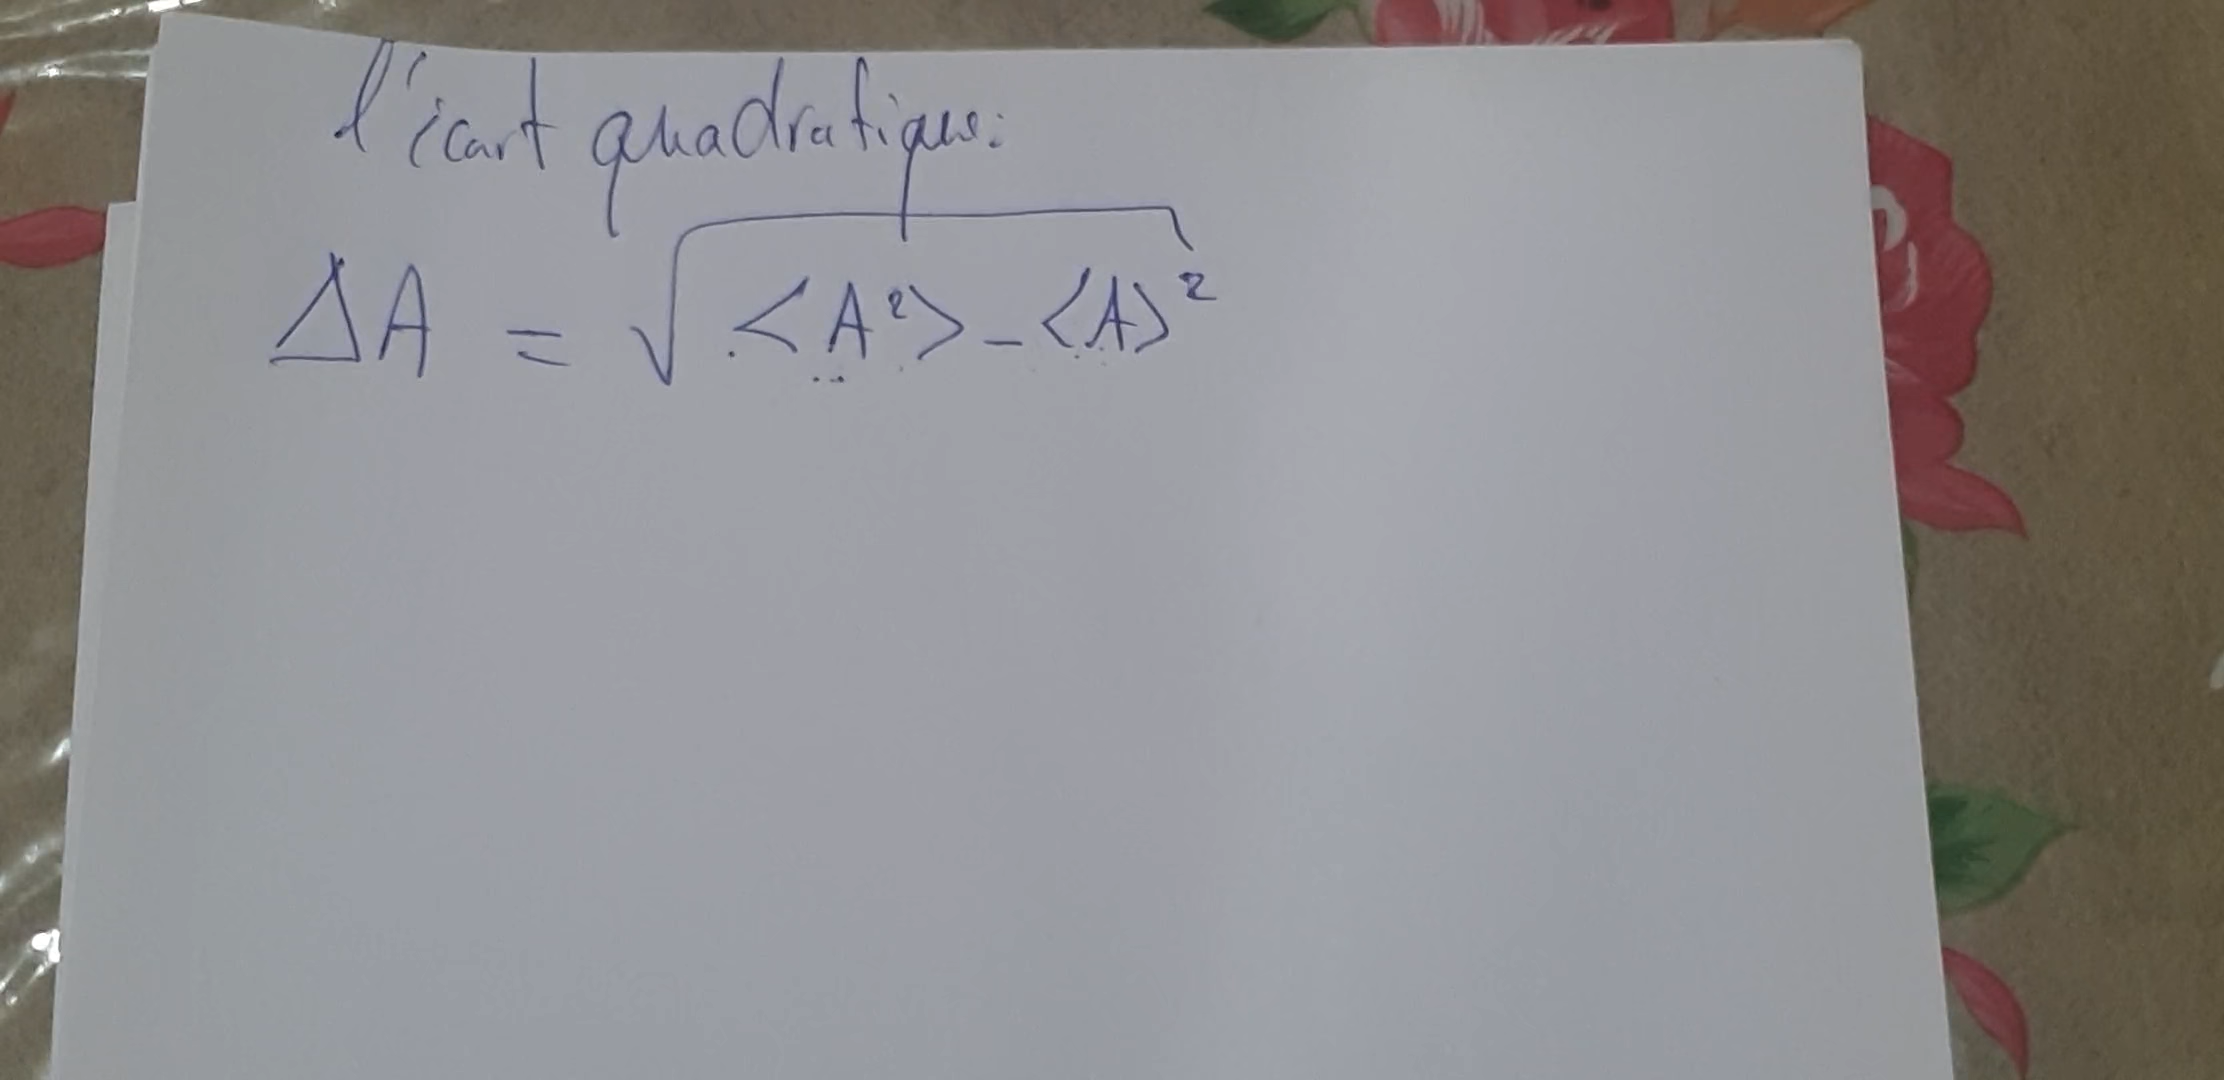 l'écart quadratique:
ΔA = √<A²> - <A>²